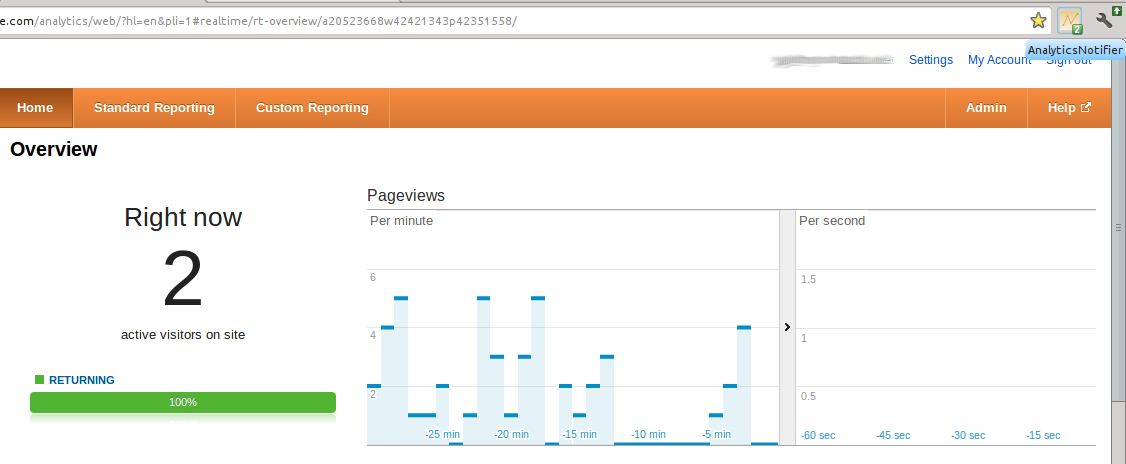 e.com/analytics/web/?hl=en&pli=1#realtime/rt-overview/a20523668w42421343p42351558/
2
AnalyticsNotifier
Settings My Account Sign out
Home Standard Reporting Custom Reporting Admin Help
Overview
Right now
2
active visitors on site
RETURNING
100%
Pageviews
Per minute
6
4
2
-25 min -20 min -15 min -10 min -5 min
Per second
1.5
1
0.5
-60 sec -45 sec -30 sec -15 sec